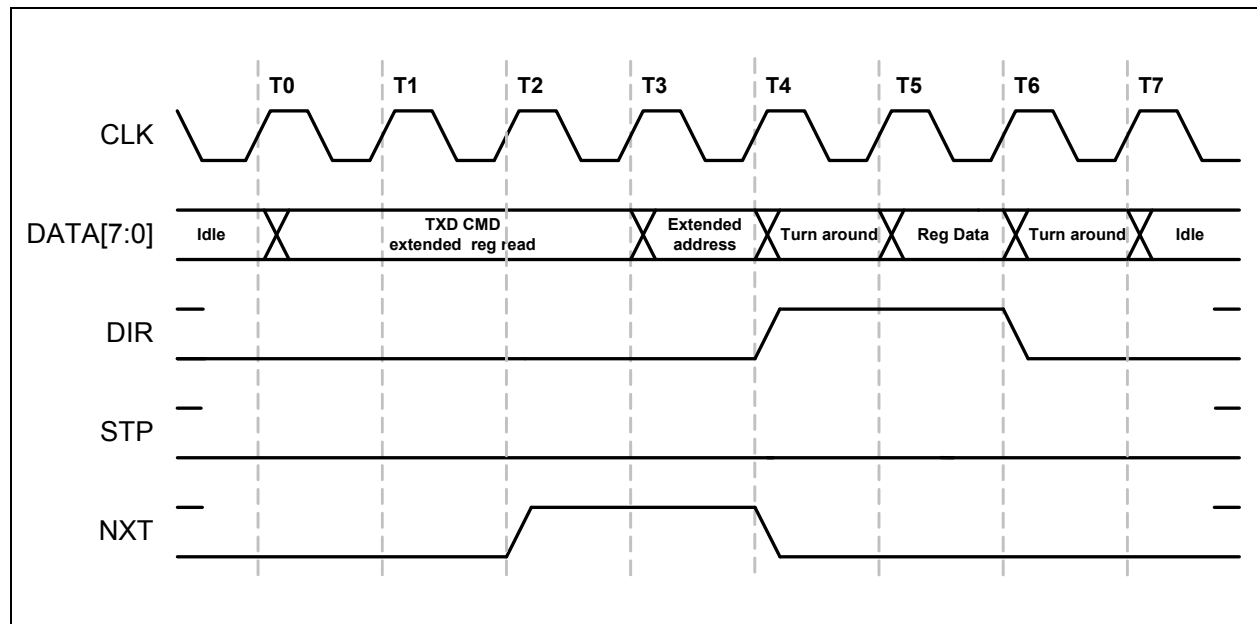 T0 T1 T2 T3 T4 T5 T6 T7
CLK
DATA[7:0] Idle TXD CMD extended reg read Extended address Turn around Reg Data Turn around Idle
DIR
STP
NXT